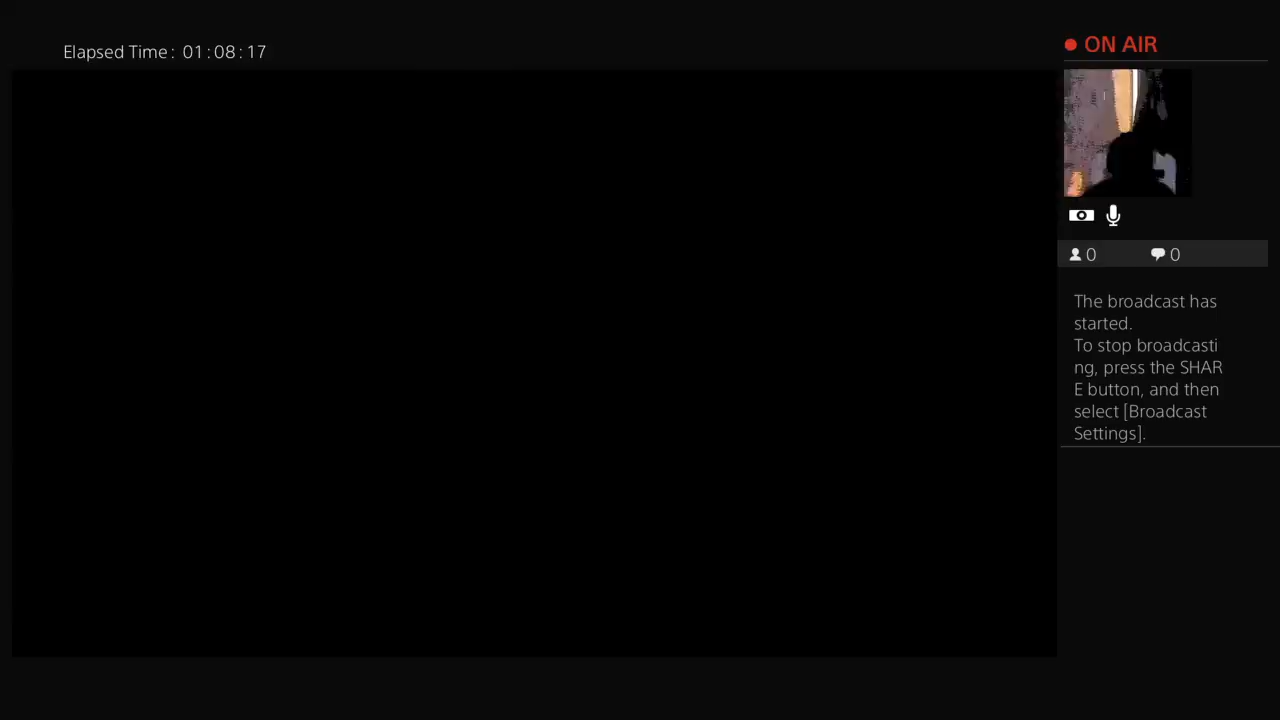 Elapsed Time: 01:08:17
ON AIR
0 0
The broadcast has
started.
To stop broadcasti
ng, press the SHAR
E button, and then
select [Broadcast
Settings].